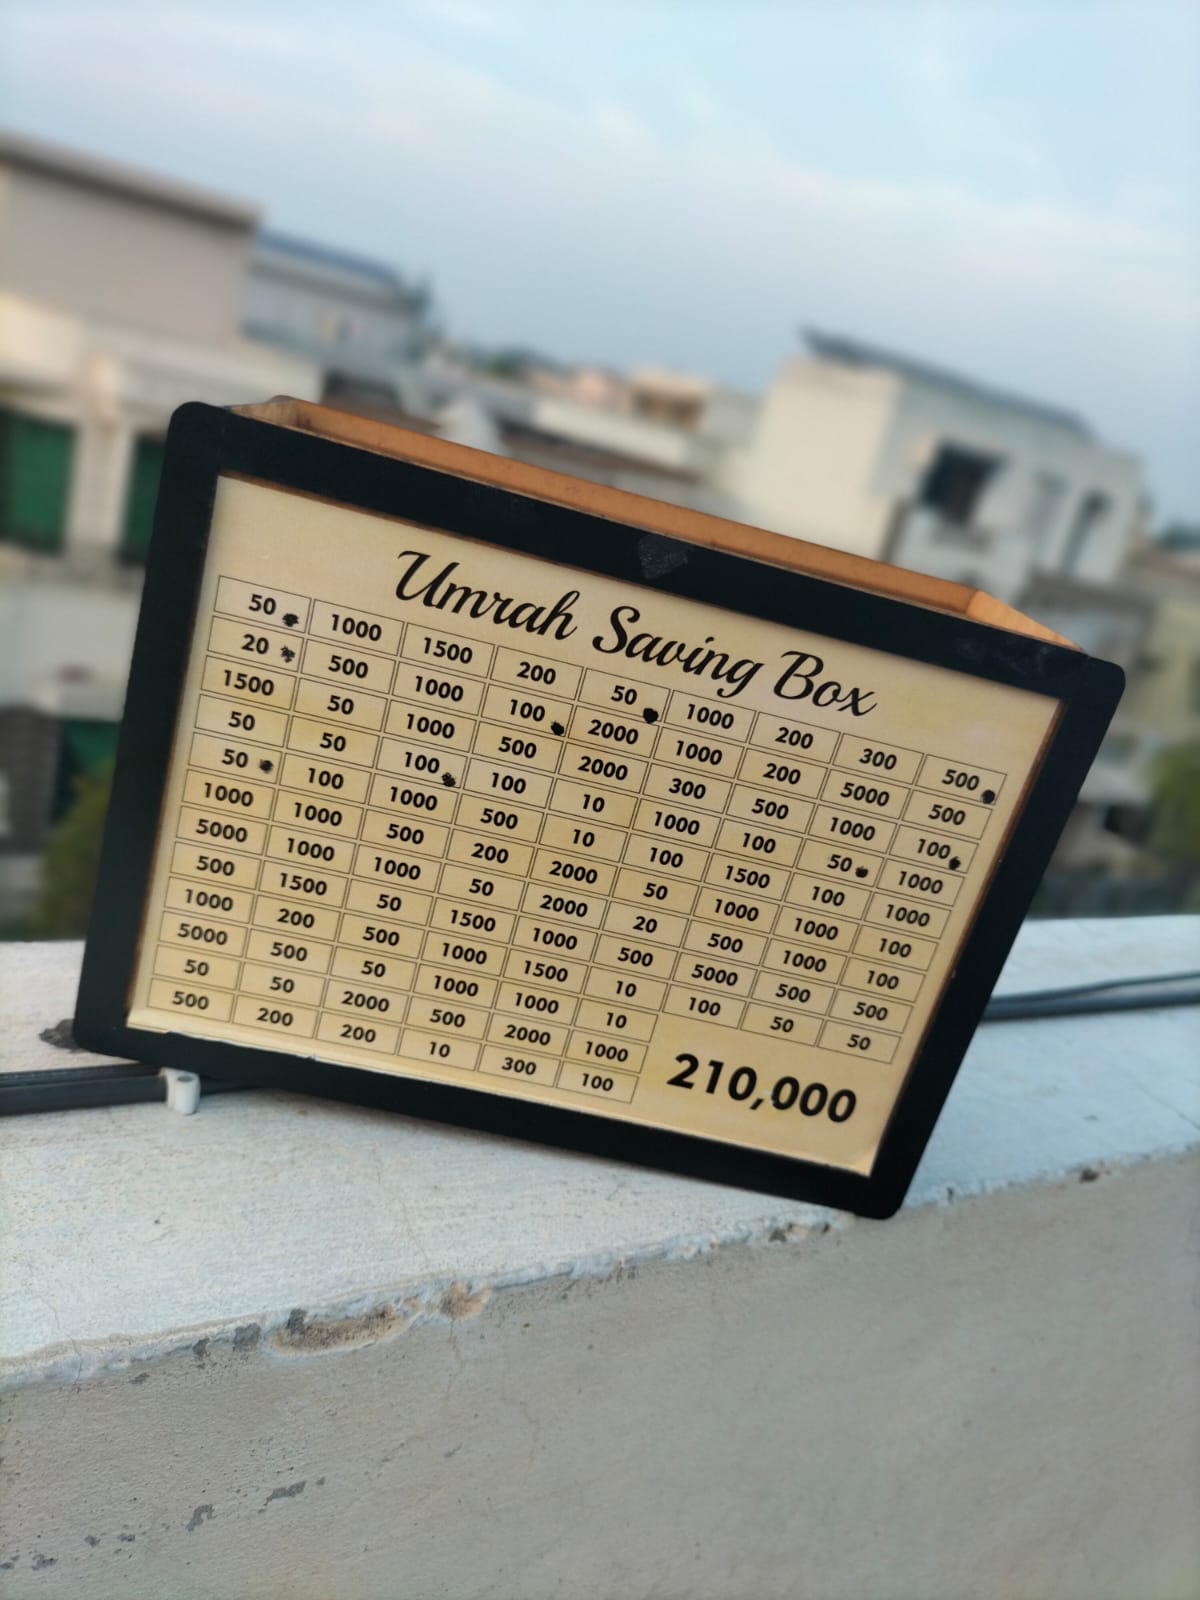 Umrah Saving Box
50 1000 1500 200 50 1000 200 300 500
20 500 1000 100 2000 1000 200 5000 500
1500 50 1000 500 2000 300 500 1000 100
50 50 100 100 10 1000 100 50 1000
50 100 1000 500 10 100 1500 100 1000
1000 1000 500 200 2000 50 1000 1000 100
5000 1000 1000 50 2000 20 500 1000 100
500 1500 50 1500 1000 500 5000 500 500
1000 200 500 1000 1500 10 100 50 50
5000 500 50 1000 1000 10
50 50 2000 500 2000 1000
500 200 200 10 300 100
210,000